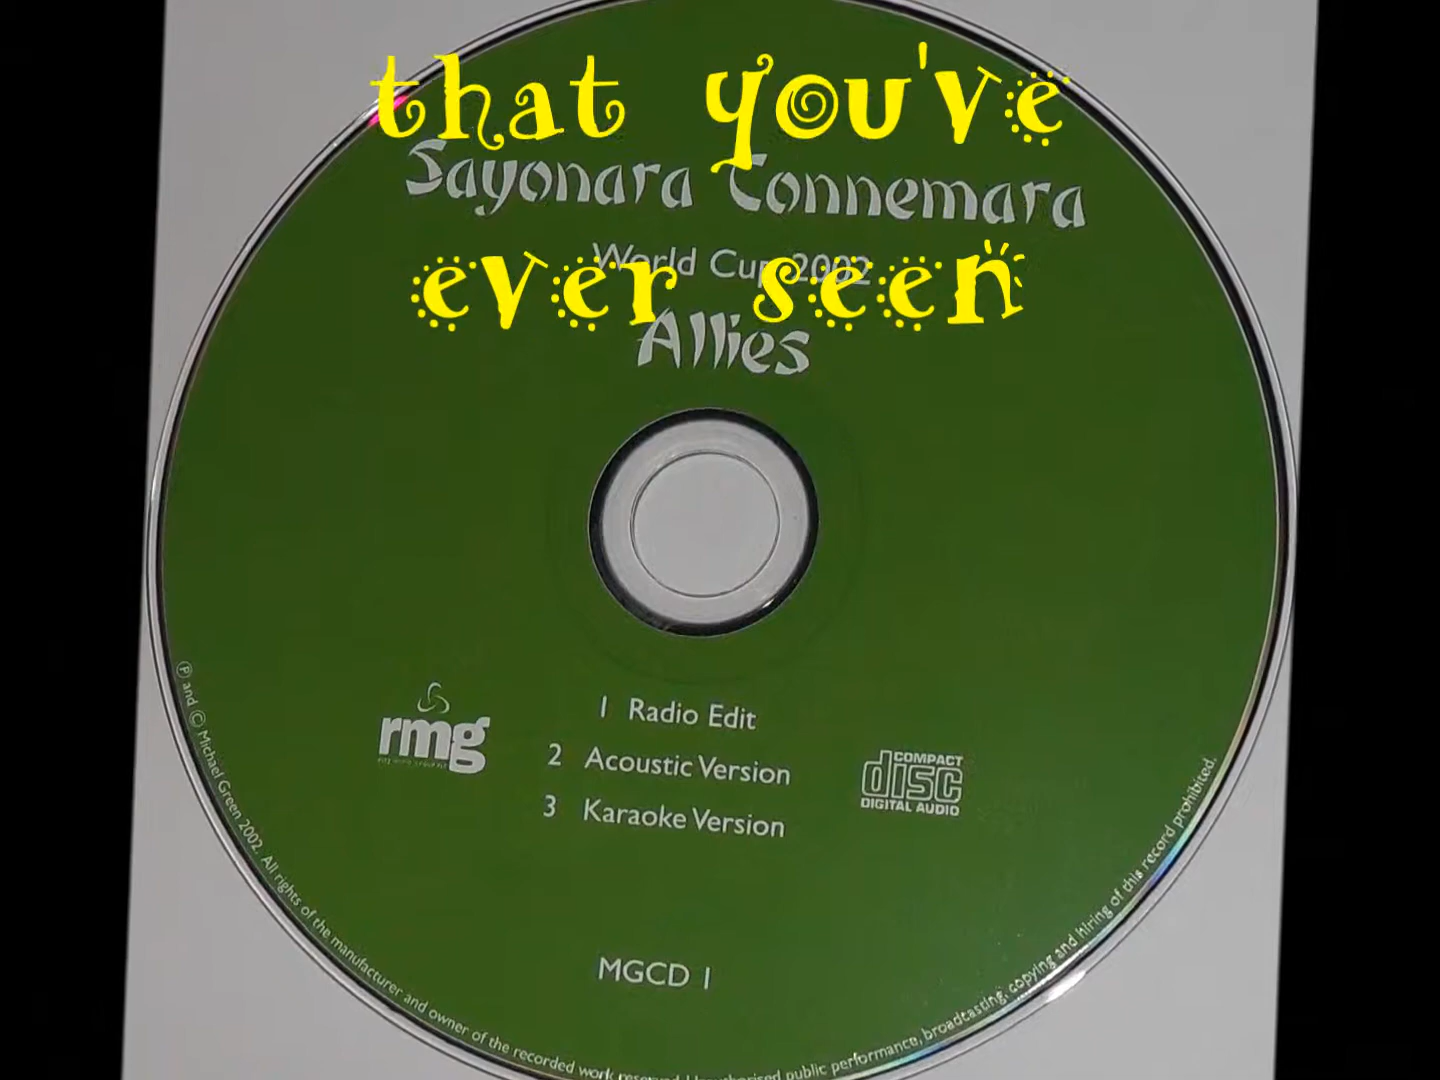 that you've
Sayonara Connemara
ever seen
World Cup 2002
Allies
1 Radio Edit
2 Acoustic Version
3 Karaoke Version
rmg
COMPACT
disc
DIGITAL AUDIO
MGCD 1
℗ and © Michael Green 2002. All rights of the manufacturer and owner of the recorded work reserved. Unauthorised public performance, broadcasting, copying and hiring of this record prohibited.